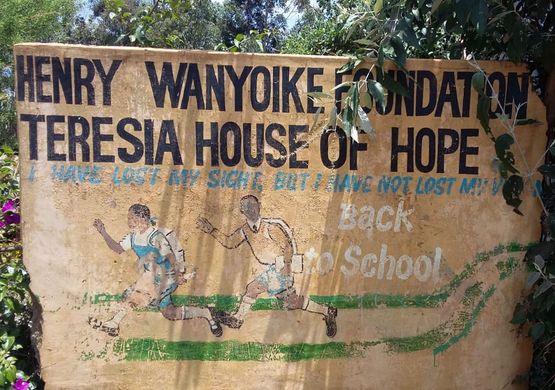 HENRY WANYOIKE FOUNDATION
TERESIA HOUSE OF HOPE
I HAVE LOST MY SIGHT, BUT I HAVE NOT LOST MY
Back
to School